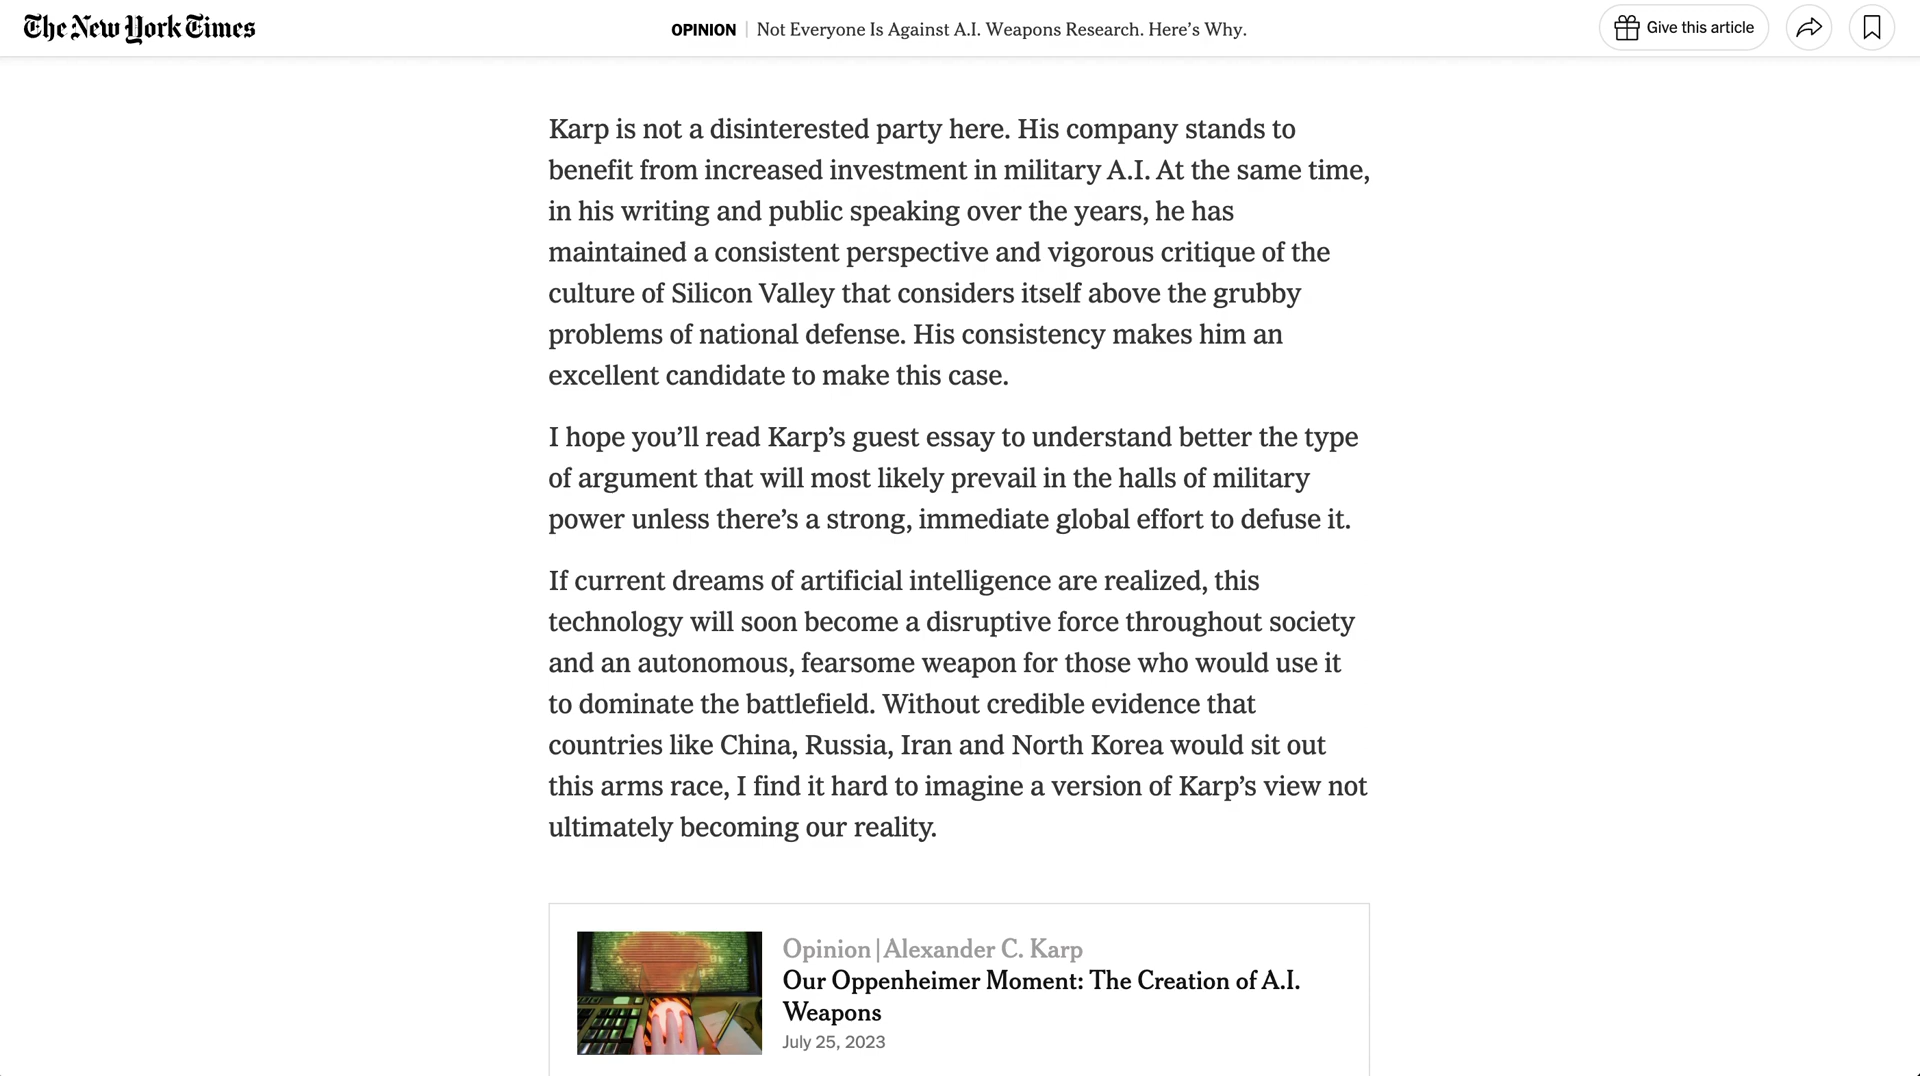 The New York Times
OPINION | Not Everyone Is Against A.I. Weapons Research. Here’s Why.
Give this article
Karp is not a disinterested party here. His company stands to
benefit from increased investment in military A.I. At the same time,
in his writing and public speaking over the years, he has
maintained a consistent perspective and vigorous critique of the
culture of Silicon Valley that considers itself above the grubby
problems of national defense. His consistency makes him an
excellent candidate to make this case.
I hope you’ll read Karp’s guest essay to understand better the type
of argument that will most likely prevail in the halls of military
power unless there’s a strong, immediate global effort to defuse it.
If current dreams of artificial intelligence are realized, this
technology will soon become a disruptive force throughout society
and an autonomous, fearsome weapon for those who would use it
to dominate the battlefield. Without credible evidence that
countries like China, Russia, Iran and North Korea would sit out
this arms race, I find it hard to imagine a version of Karp’s view not
ultimately becoming our reality.
Opinion | Alexander C. Karp
Our Oppenheimer Moment: The Creation of A.I.
Weapons
July 25, 2023